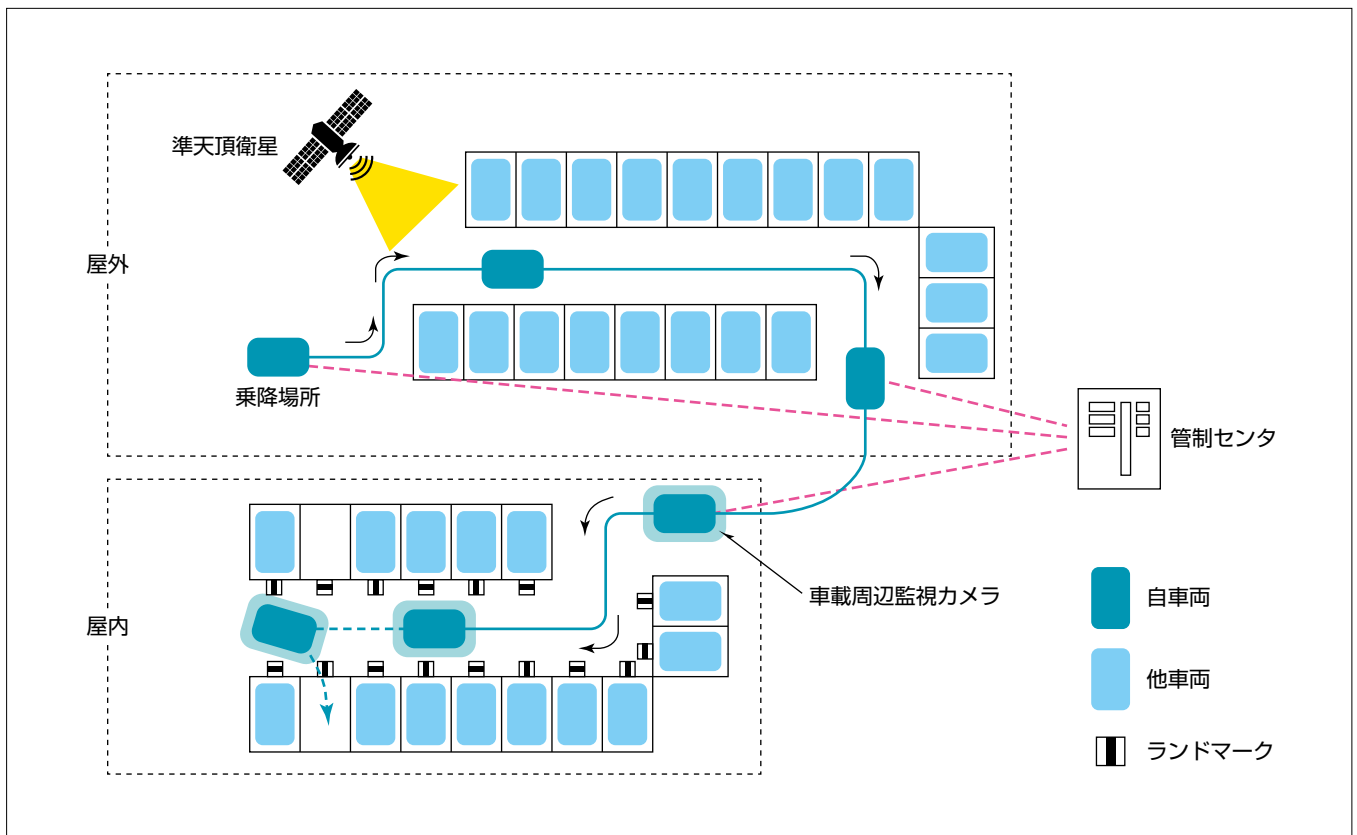 準天頂衛星
屋外
乗降場所
管制センタ
車載周辺監視カメラ
屋内
自車両
他車両
ランドマーク